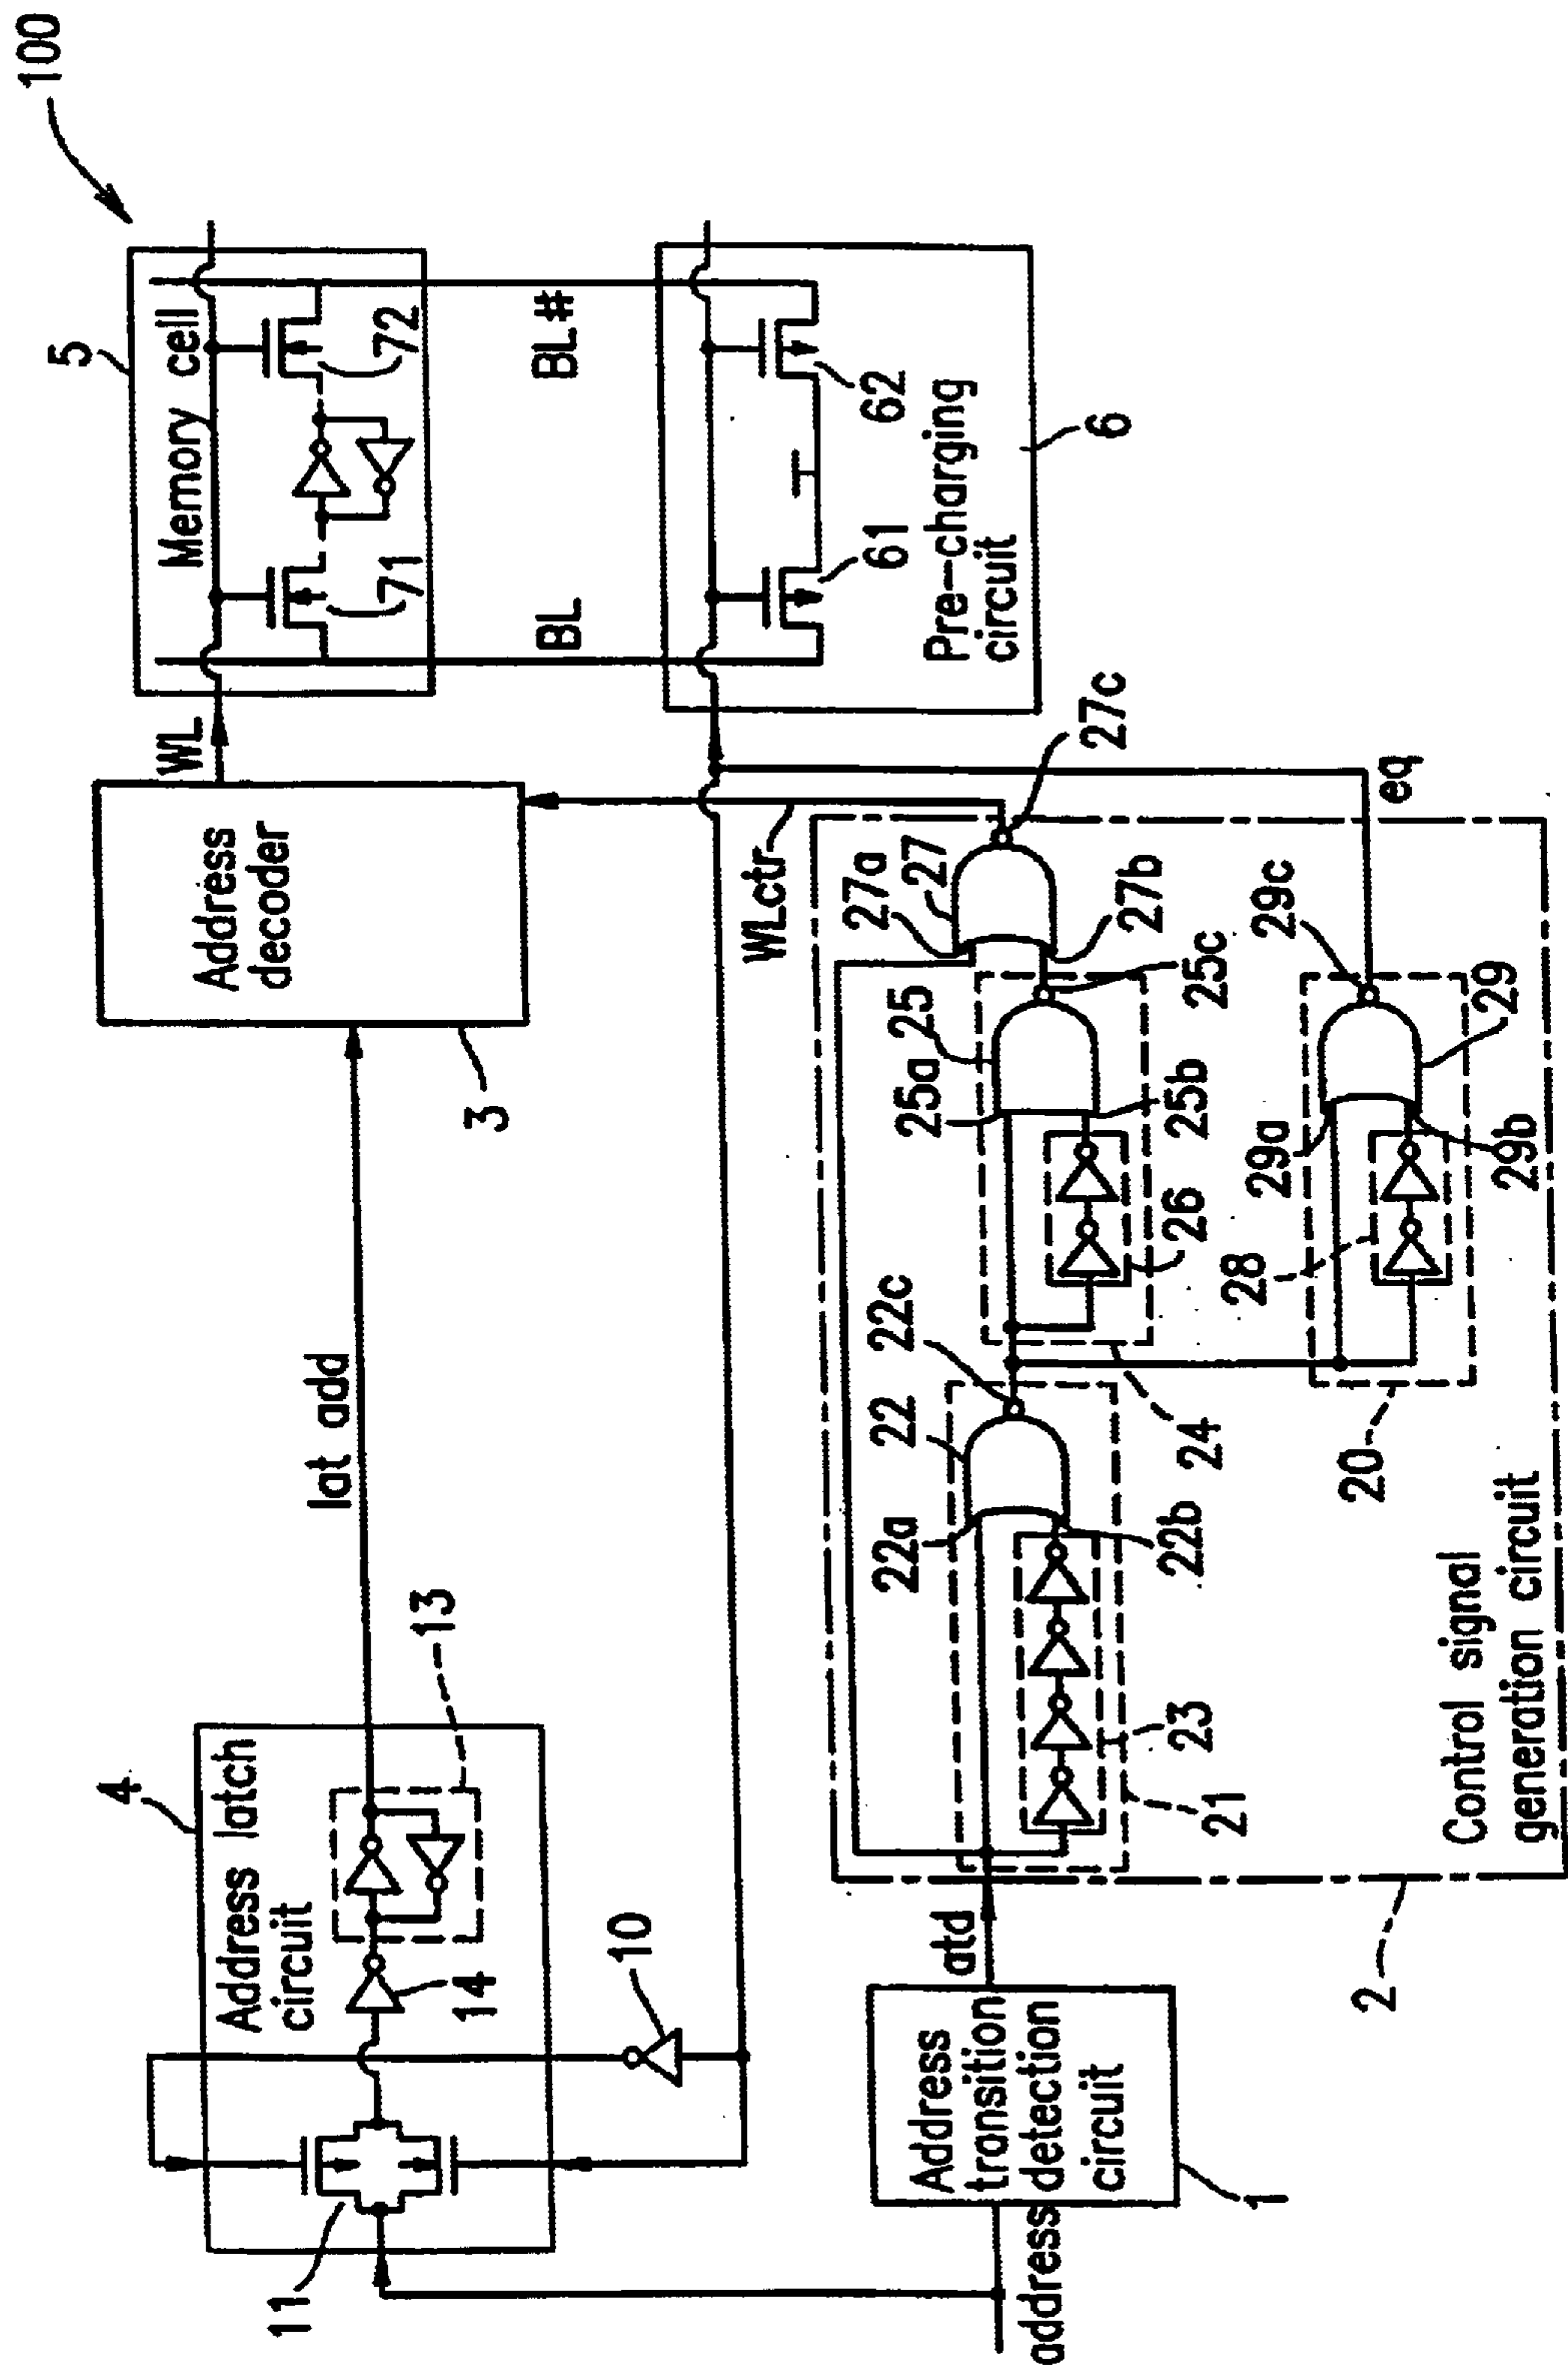 100
5
Memory cell
71
72
WL
BL
BL#
61
62
Pre-charging
circuit
6
Address
decoder
3
lat add
4
Address latch
circuit
13
14
11
10
WLctr
27a
27
27b
27c
25a
25
25b
25c
26
24
22a
22
22b
22c
23
21
29a
29b
29c
29
28
20
eq
atd
Address
transition
detection
circuit
1
address
2
Control signal
generation circuit